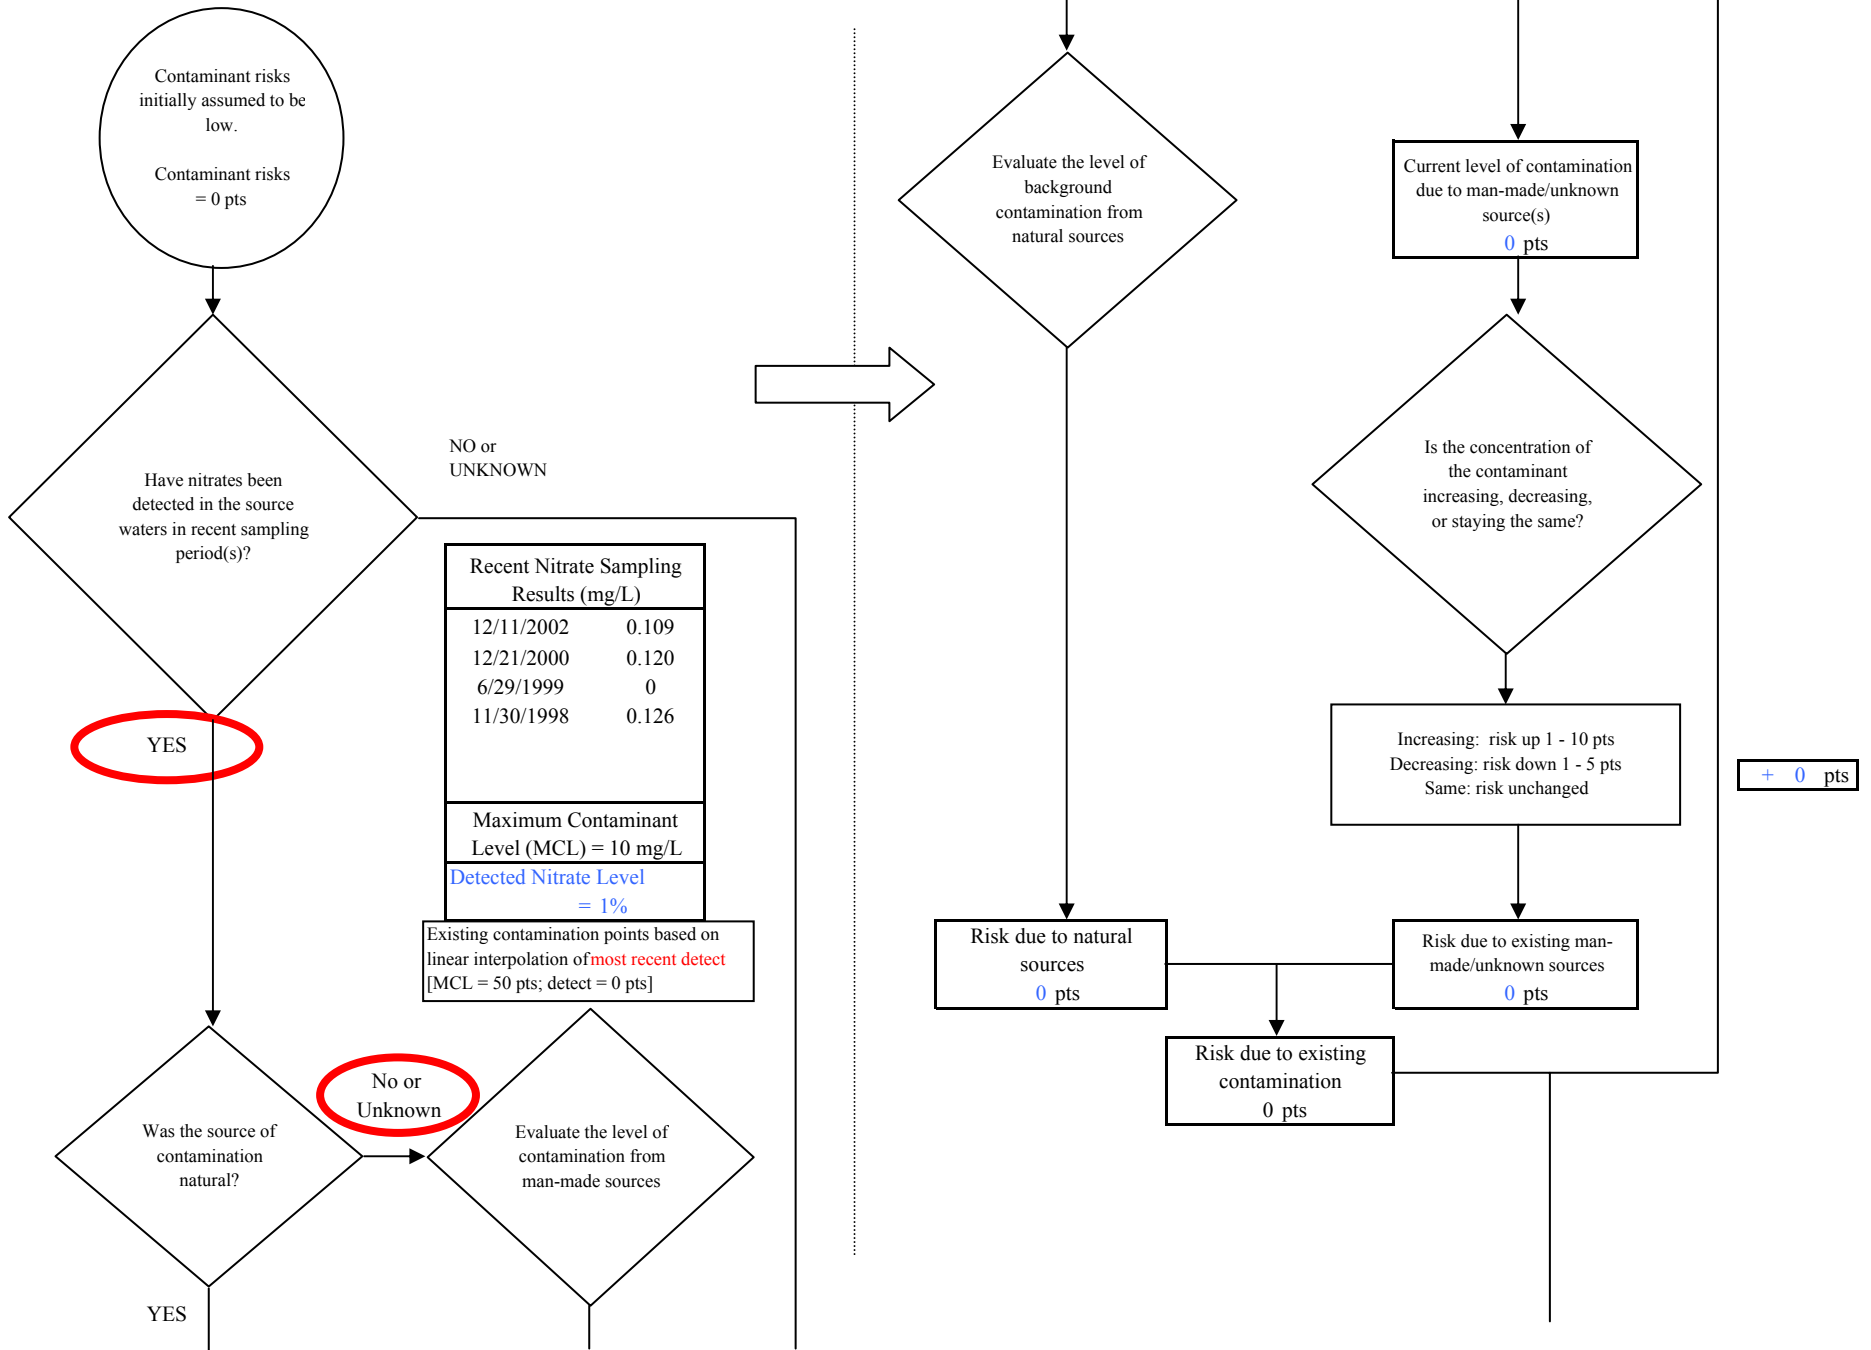 Contaminant risks
initially assumed to be
low.
Contaminant risks
= 0 pts
Have nitrates been
detected in the source
waters in recent sampling
period(s)?
NO or
UNKNOWN
YES
Recent Nitrate Sampling
Results (mg/L)
12/11/2002 0.109
12/21/2000 0.120
6/29/1999 0
11/30/1998 0.126
Maximum Contaminant
Level (MCL) = 10 mg/L
Detected Nitrate Level
= 1%
Existing contamination points based on
linear interpolation of most recent detect
[MCL = 50 pts; detect = 0 pts]
Was the source of
contamination
natural?
No or
Unknown
Evaluate the level of
contamination from
man-made sources
YES
Evaluate the level of
background
contamination from
natural sources
Current level of contamination
due to man-made/unknown
source(s)
0 pts
Is the concentration of
the contaminant
increasing, decreasing,
or staying the same?
Increasing: risk up 1 - 10 pts
Decreasing: risk down 1 - 5 pts
Same: risk unchanged
+ 0 pts
Risk due to natural
sources
0 pts
Risk due to existing man-
made/unknown sources
0 pts
Risk due to existing
contamination
0 pts